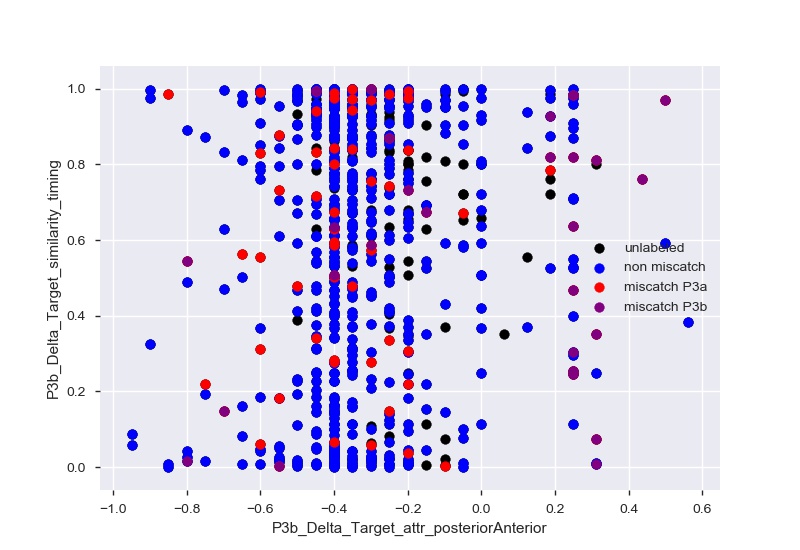 1.0
0.8
0.6
0.4
0.2
0.0
P3b_Delta_Target_similarity_timing
unlabeled
non miscatch
miscatch P3a
miscatch P3b
−1.0 −0.8 −0.6 −0.4 −0.2 0.0 0.2 0.4 0.6
P3b_Delta_Target_attr_posteriorAnterior